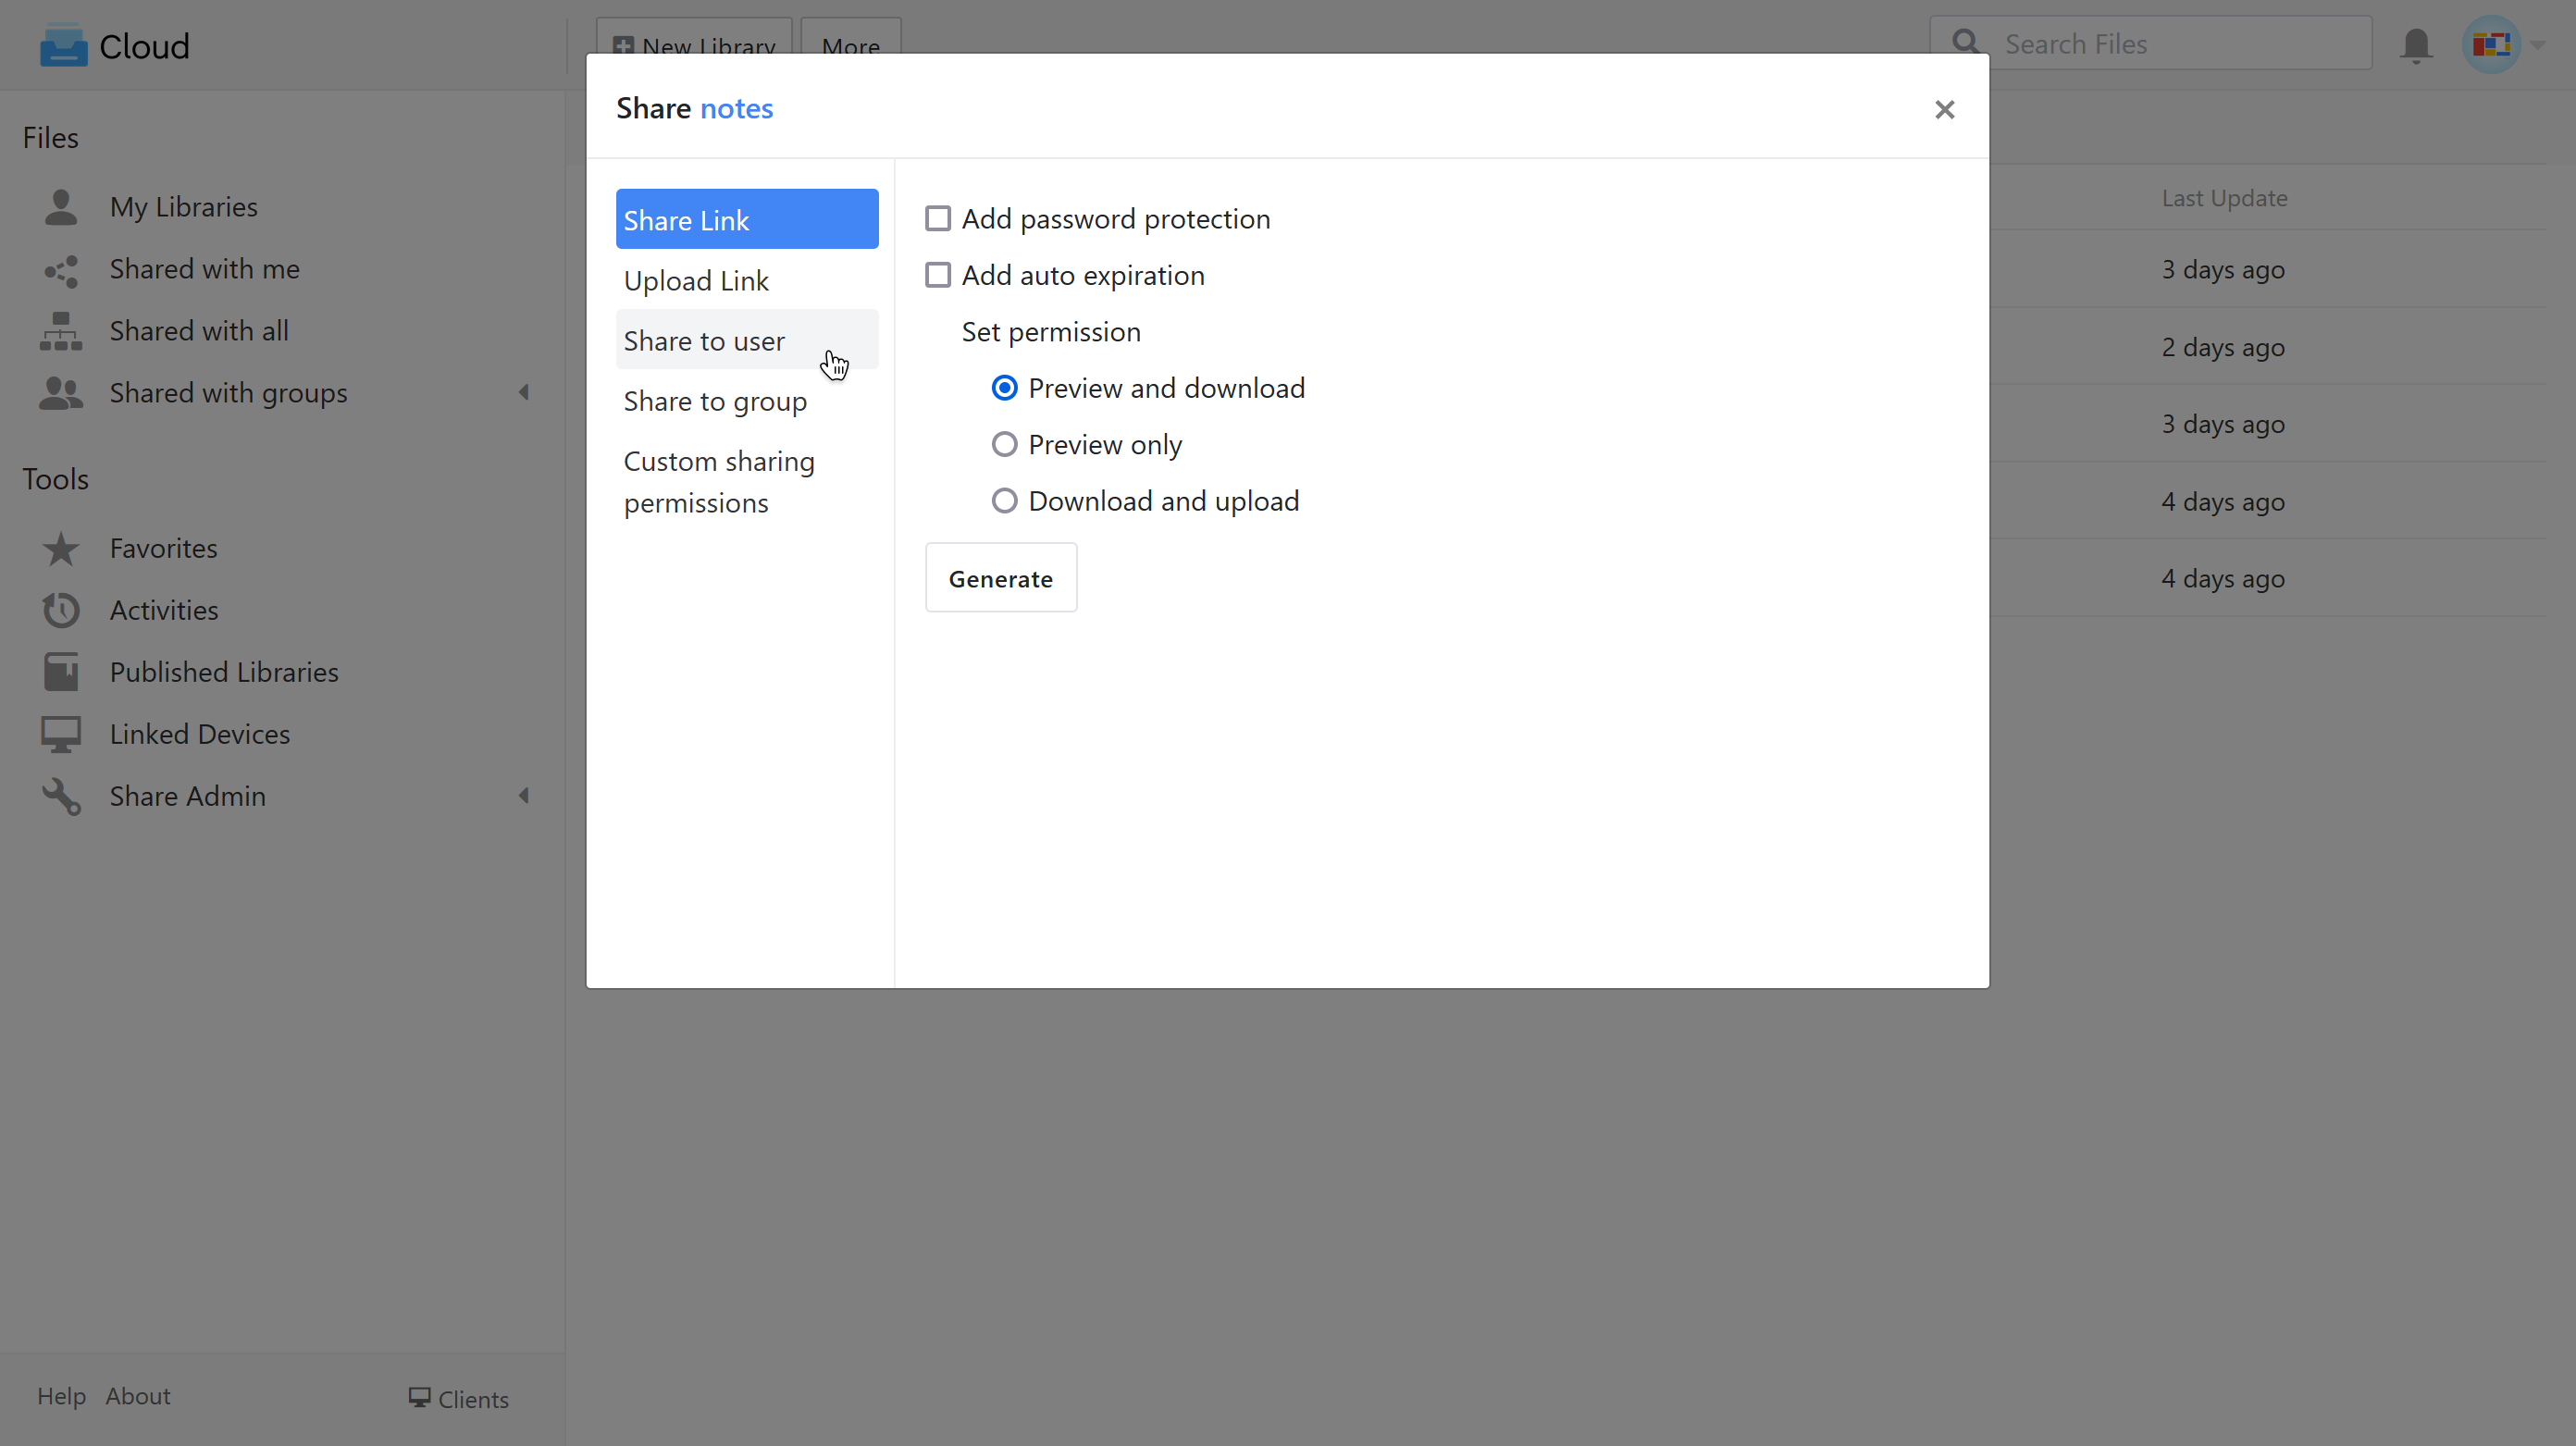 Cloud
New Library
More
Search Files
Files
My Libraries
Shared with me
Shared with all
Shared with groups
Tools
Favorites
Activities
Published Libraries
Linked Devices
Share Admin
Help About
Clients
Share notes
Share Link
Upload Link
Share to user
Share to group
Custom sharing
permissions
Add password protection
Add auto expiration
Set permission
Preview and download
Preview only
Download and upload
Generate
Last Update
3 days ago
2 days ago
3 days ago
4 days ago
4 days ago